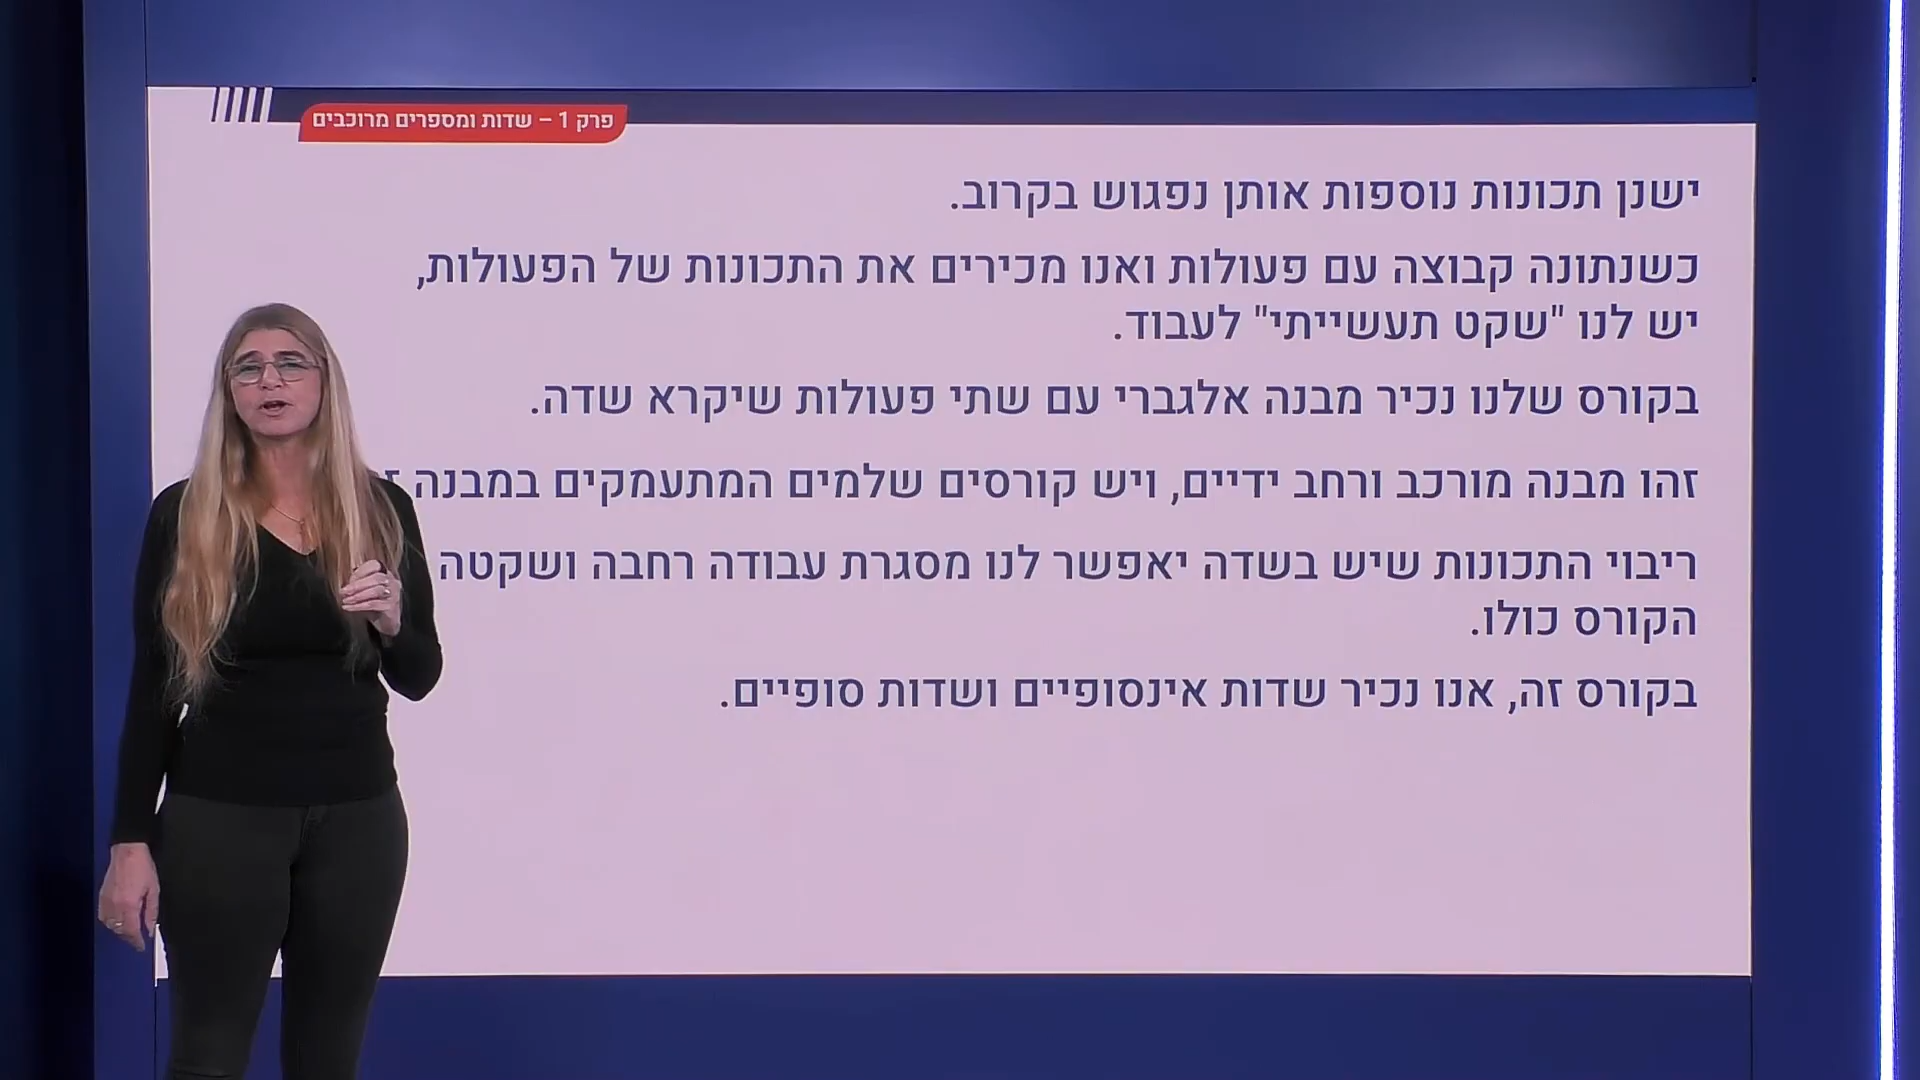 פרק 1 – שדות ומספרים מרוכבים
ישנן תכונות נוספות אותן נפגוש בקרוב.
כשנתונה קבוצה עם פעולות ואנו מכירים את התכונות של הפעולות,
יש לנו "שקט תעשייתי" לעבוד.
בקורס שלנו נכיר מבנה אלגברי עם שתי פעולות שיקרא שדה.
זהו מבנה מורכב ורחב ידיים, ויש קורסים שלמים המתעמקים במבנה
ריבוי התכונות שיש בשדה יאפשר לנו מסגרת עבודה רחבה ושקטה
הקורס כולו.
בקורס זה, אנו נכיר שדות אינסופיים ושדות סופיים.